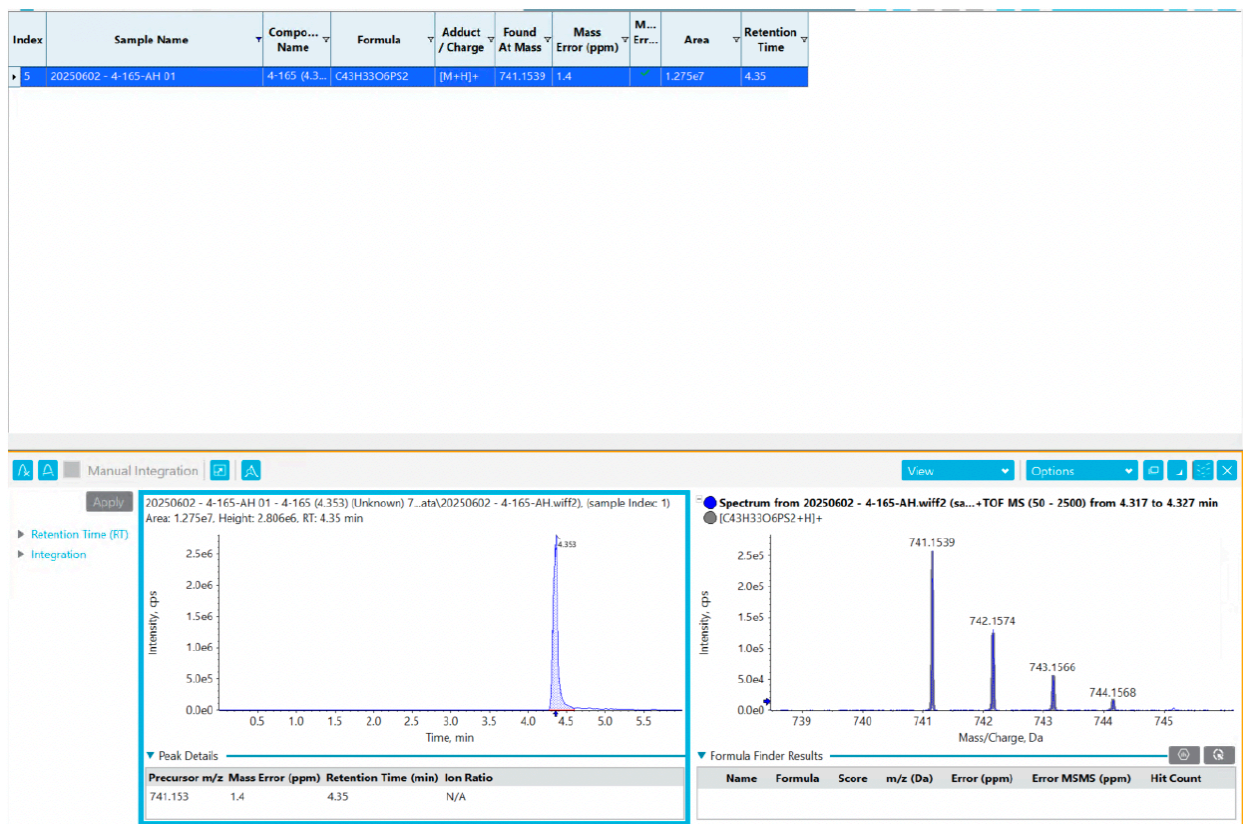 Index Sample Name Compo... Name Formula Adduct / Charge Found At Mass Mass Error (ppm) M... Err... Area Retention Time
5 20250602 - 4-165-AH 01 4-165 (4.3... C43H33O6PS2 [M+H]+ 741.1539 1.4 1.275e7 4.35
Manual Integration View Options
Apply
Retention Time (RT)
Integration
20250602 - 4-165-AH 01 - 4-165 (4.353) (Unknown) 7...ata\20250602 - 4-165-AH.wiff2), (sample Index: 1)
Area: 1.275e7, Height: 2.806e6, RT: 4.35 min
4.353
2.5e6
2.0e6
1.5e6
1.0e6
5.0e5
0.0e0
Intensity, cps
0.5 1.0 1.5 2.0 2.5 3.0 3.5 4.0 4.5 5.0 5.5
Time, min
Peak Details
Precursor m/z Mass Error (ppm) Retention Time (min) Ion Ratio
741.153 1.4 4.35 N/A
Spectrum from 20250602 - 4-165-AH.wiff2 (sa...+TOF MS (50 - 2500) from 4.317 to 4.327 min
[C43H33O6PS2+H]+
741.1539
742.1574
743.1566
744.1568
2.5e5
2.0e5
1.5e5
1.0e5
5.0e4
0.0e0
Intensity, cps
739 740 741 742 743 744 745
Mass/Charge, Da
Formula Finder Results
Name Formula Score m/z (Da) Error (ppm) Error MSMS (ppm) Hit Count